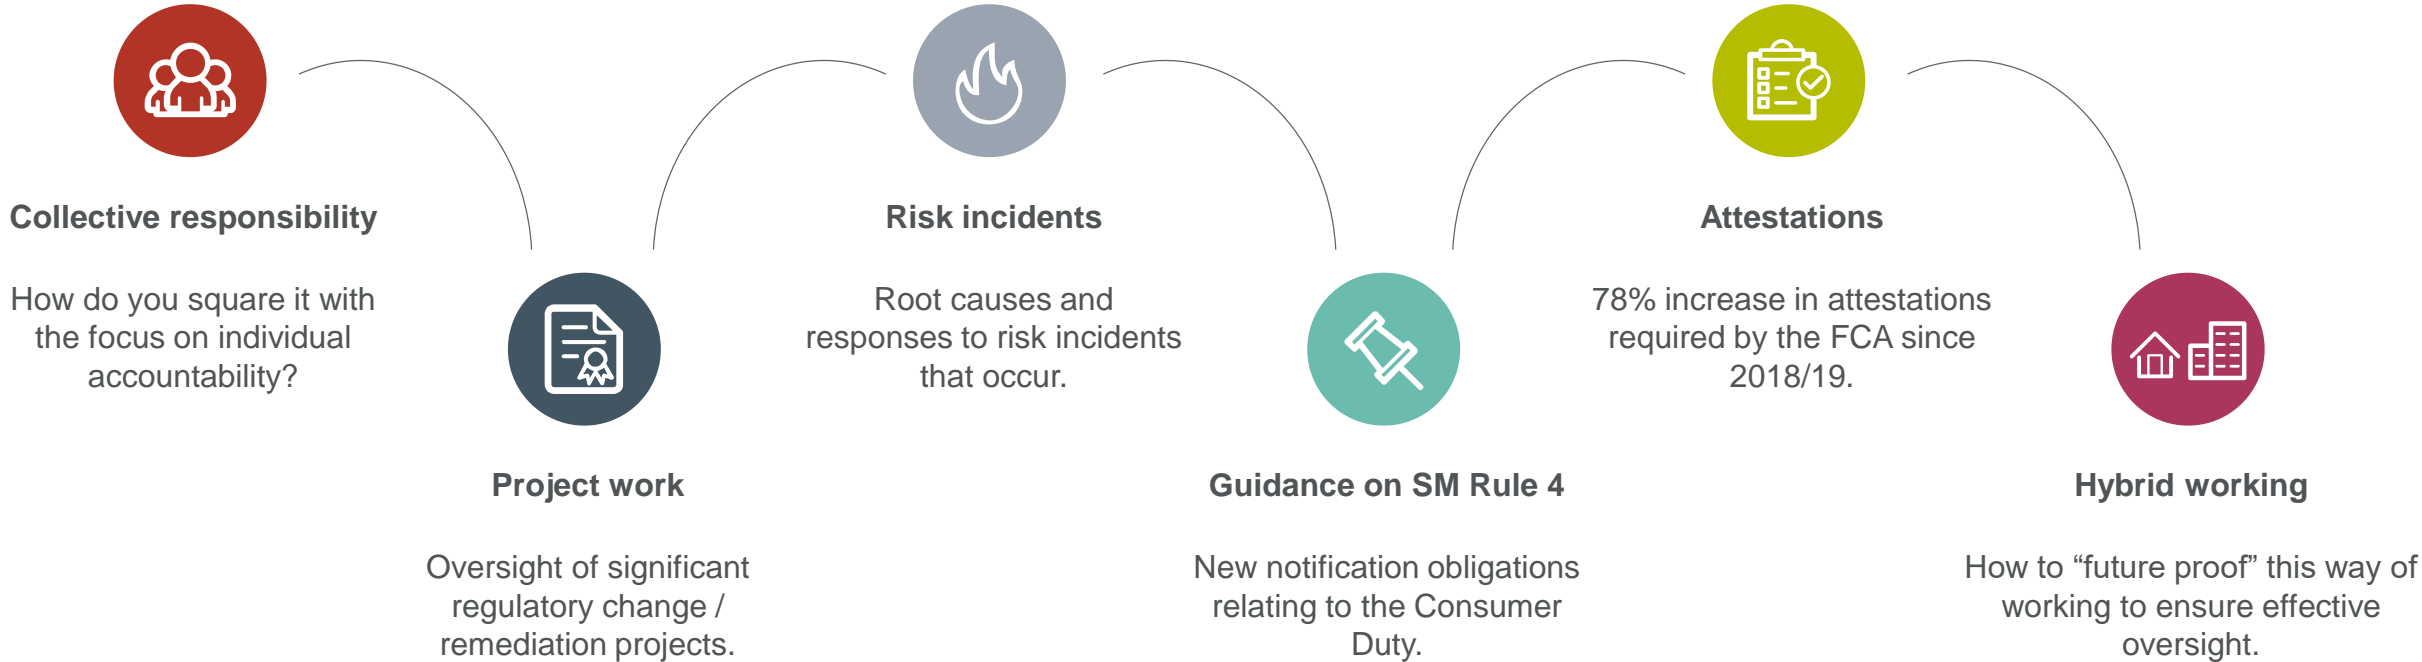 Collective responsibility
How do you square it with
the focus on individual
accountability?
Project work
Oversight of significant
regulatory change /
remediation projects.
Risk incidents
Root causes and
responses to risk incidents
that occur.
Guidance on SM Rule 4
New notification obligations
relating to the Consumer
Duty.
Attestations
78% increase in attestations
required by the FCA since
2018/19.
Hybrid working
How to “future proof” this way of
working to ensure effective
oversight.